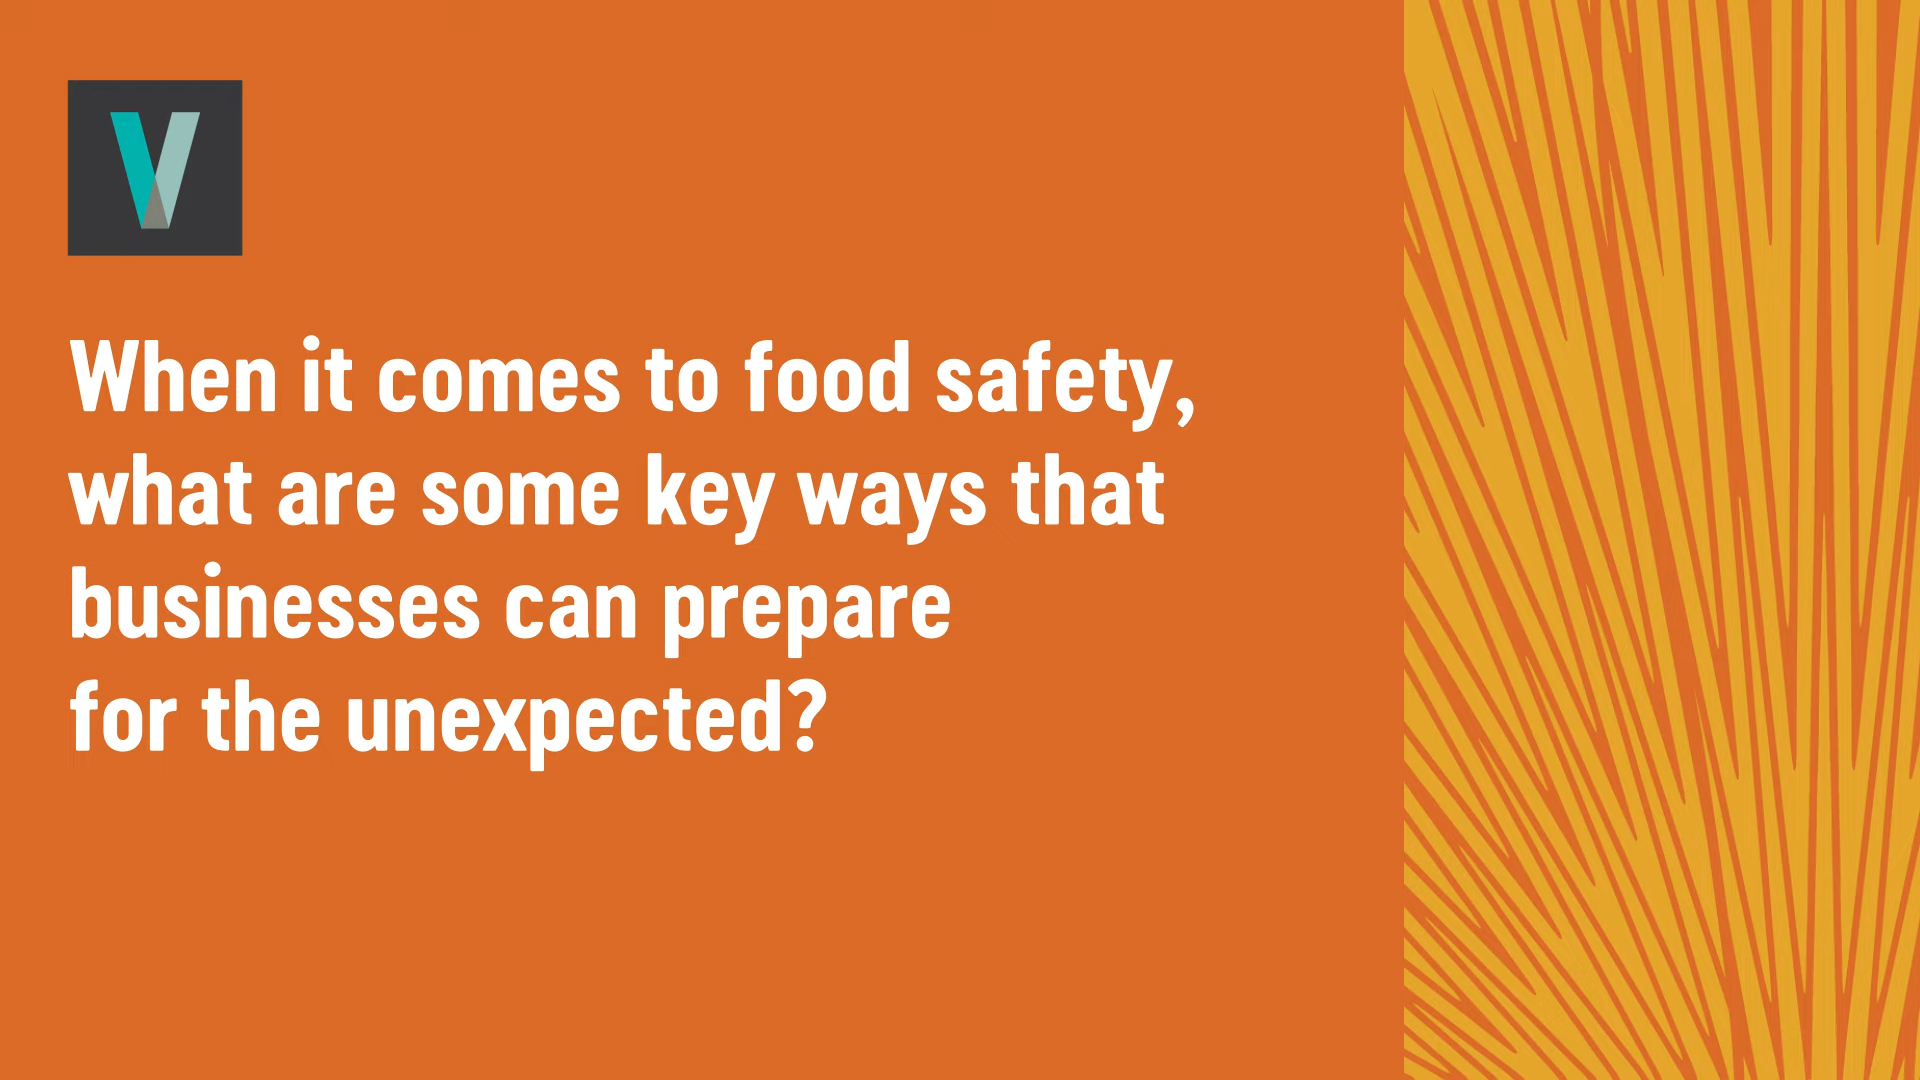 V
When it comes to food safety,
what are some key ways that
businesses can prepare
for the unexpected?